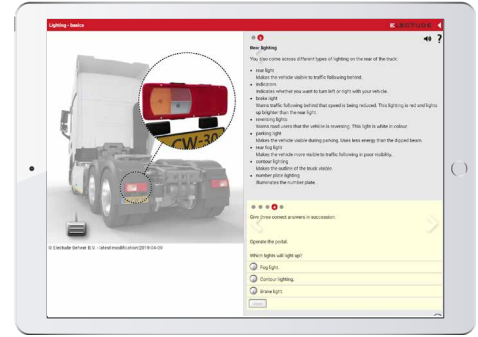 Lighting - basics
ELECTUDE
?
Rear lighting
You also come across different types of lighting on the rear of the truck:
• rear light
Makes the vehicle visible to traffic following behind.
• indicators
Indicates whether you want to turn left or right with your vehicle.
• brake light
Warns traffic following behind that speed is being reduced. This lighting is red and lights
up brighter than the rear light.
• reversing lights
Warns road users that the vehicle is reversing. This light is white in colour.
• parking light
Makes the vehicle visible during parking. Uses less energy than the dipped beam.
• rear fog light
Makes the vehicle more visible to traffic following in poor visibility.
• contour lighting
Makes the outline of the truck visible.
• number plate lighting
Illuminates the number plate.
CW-30
© Electude Beheer B.V. - latest modification:2019-04-09
Give three correct answers in succession.
Operate the pedal.
Which lights will light up?
Fog light.
Contour lighting.
Brake light.